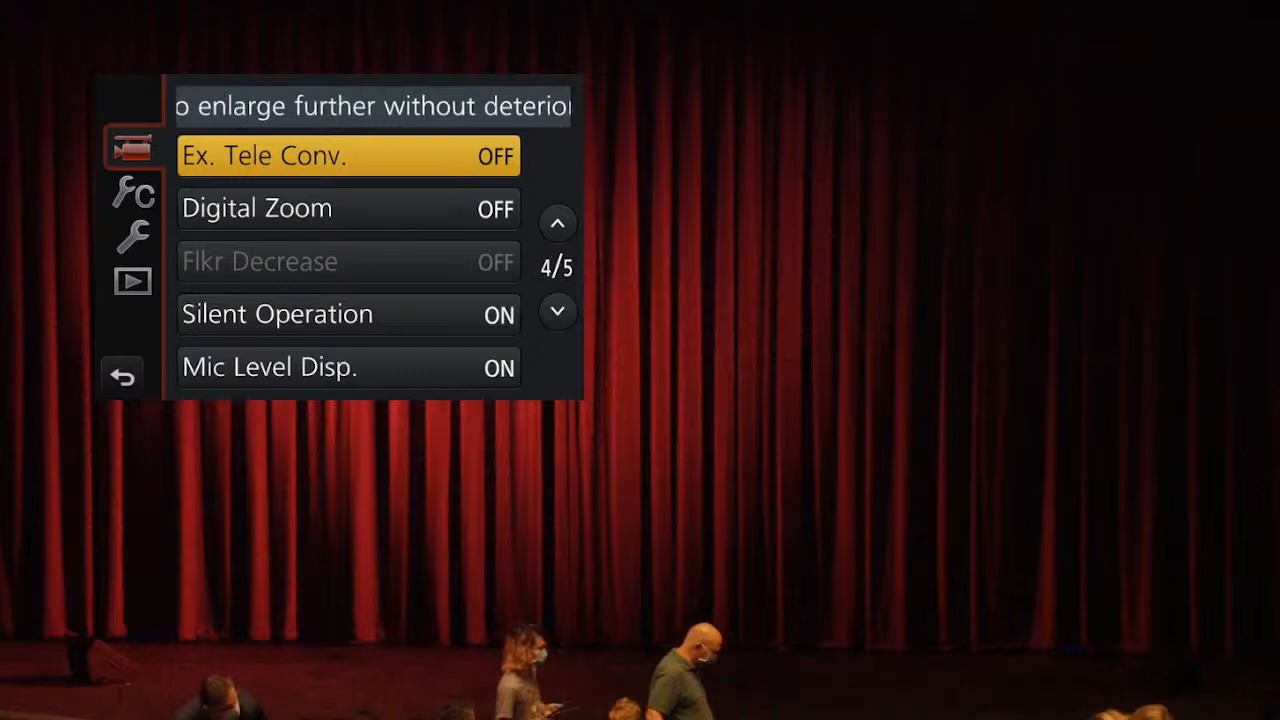 o enlarge further without deterio
Ex. Tele Conv. OFF
Digital Zoom OFF
Flkr Decrease OFF
Silent Operation ON
Mic Level Disp. ON
4/5
C